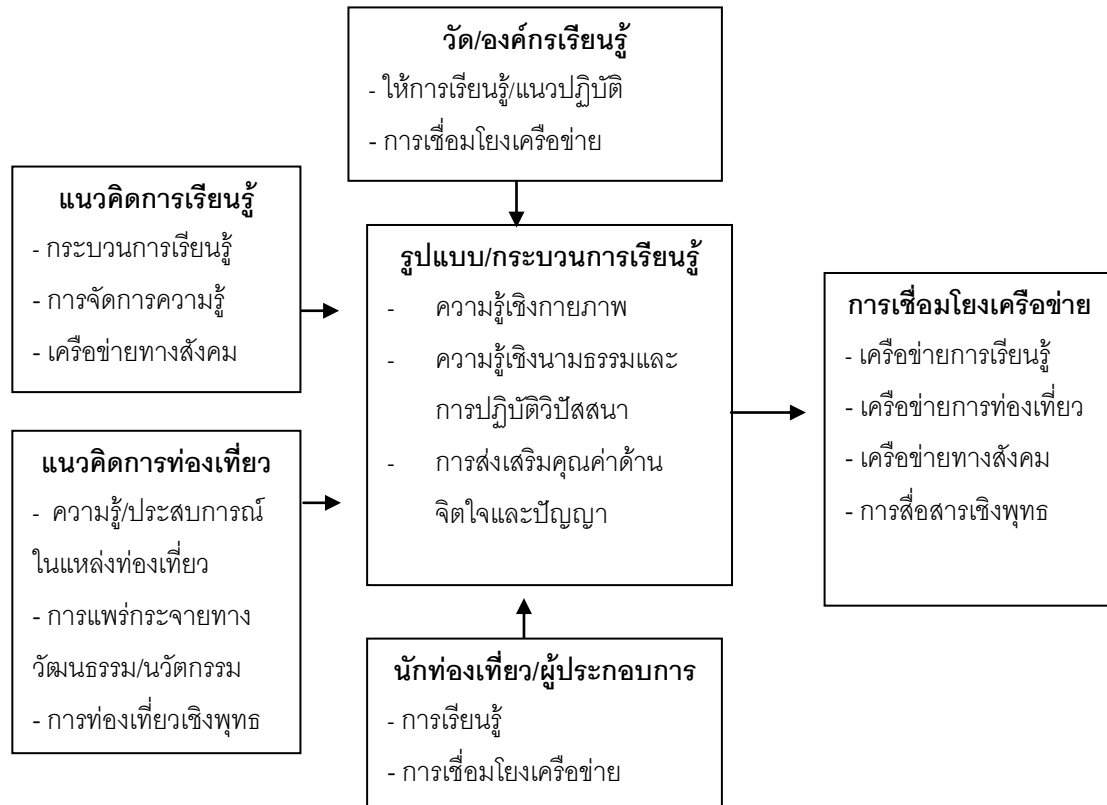 วัด/องค์กรเรียนรู้
- ให้การเรียนรู้/แนวปฏิบัติ
- การเชื่อมโยงเครือข่าย
แนวคิดการเรียนรู้
- กระบวนการเรียนรู้
- การจัดการความรู้
- เครือข่ายทางสังคม
แนวคิดการท่องเที่ยว
- ความรู้/ประสบการณ์
ในแหล่งท่องเที่ยว
- การแพร่กระจายทาง
วัฒนธรรม/นวัตกรรม
- การท่องเที่ยวเชิงพุทธ
รูปแบบ/กระบวนการเรียนรู้
- ความรู้เชิงกายภาพ
- ความรู้เชิงนามธรรมและ
การปฏิบัติวิปัสสนา
- การส่งเสริมคุณค่าด้าน
จิตใจและปัญญา
นักท่องเที่ยว/ผู้ประกอบการ
- การเรียนรู้
- การเชื่อมโยงเครือข่าย
การเชื่อมโยงเครือข่าย
- เครือข่ายการเรียนรู้
- เครือข่ายการท่องเที่ยว
- เครือข่ายทางสังคม
- การสื่อสารเชิงพุทธ